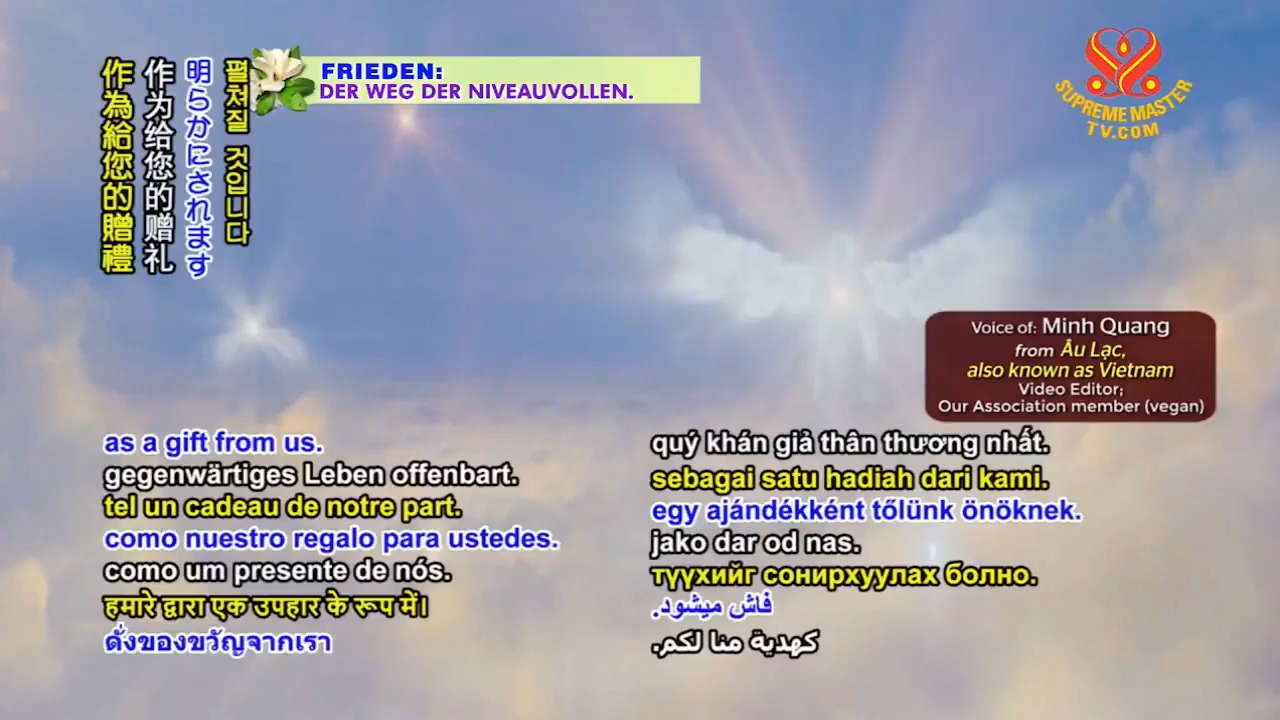 作為給您的贈禮
作为给您的赠礼
明らかにされます
펼쳐질 것입니다
FRIEDEN:
DER WEG DER NIVEAUVOLLEN.
SUPREME MASTER
TV.COM
Voice of: Minh Quang
from Âu Lạc,
also known as Vietnam
Video Editor;
Our Association member (vegan)
as a gift from us.
gegenwärtiges Leben offenbart.
tel un cadeau de notre part.
como nuestro regalo para ustedes.
como um presente de nós.
हमारे द्वारा एक उपहार के रूप में।
ดั่งของขวัญจากเรา
quý khán giả thân thương nhất.
sebagai satu hadiah dari kami.
egy ajándékként tőlünk önöknek.
jako dar od nas.
түүхийг сонирхуулах болно.
فاش میشود.
كهدية منا لكم.